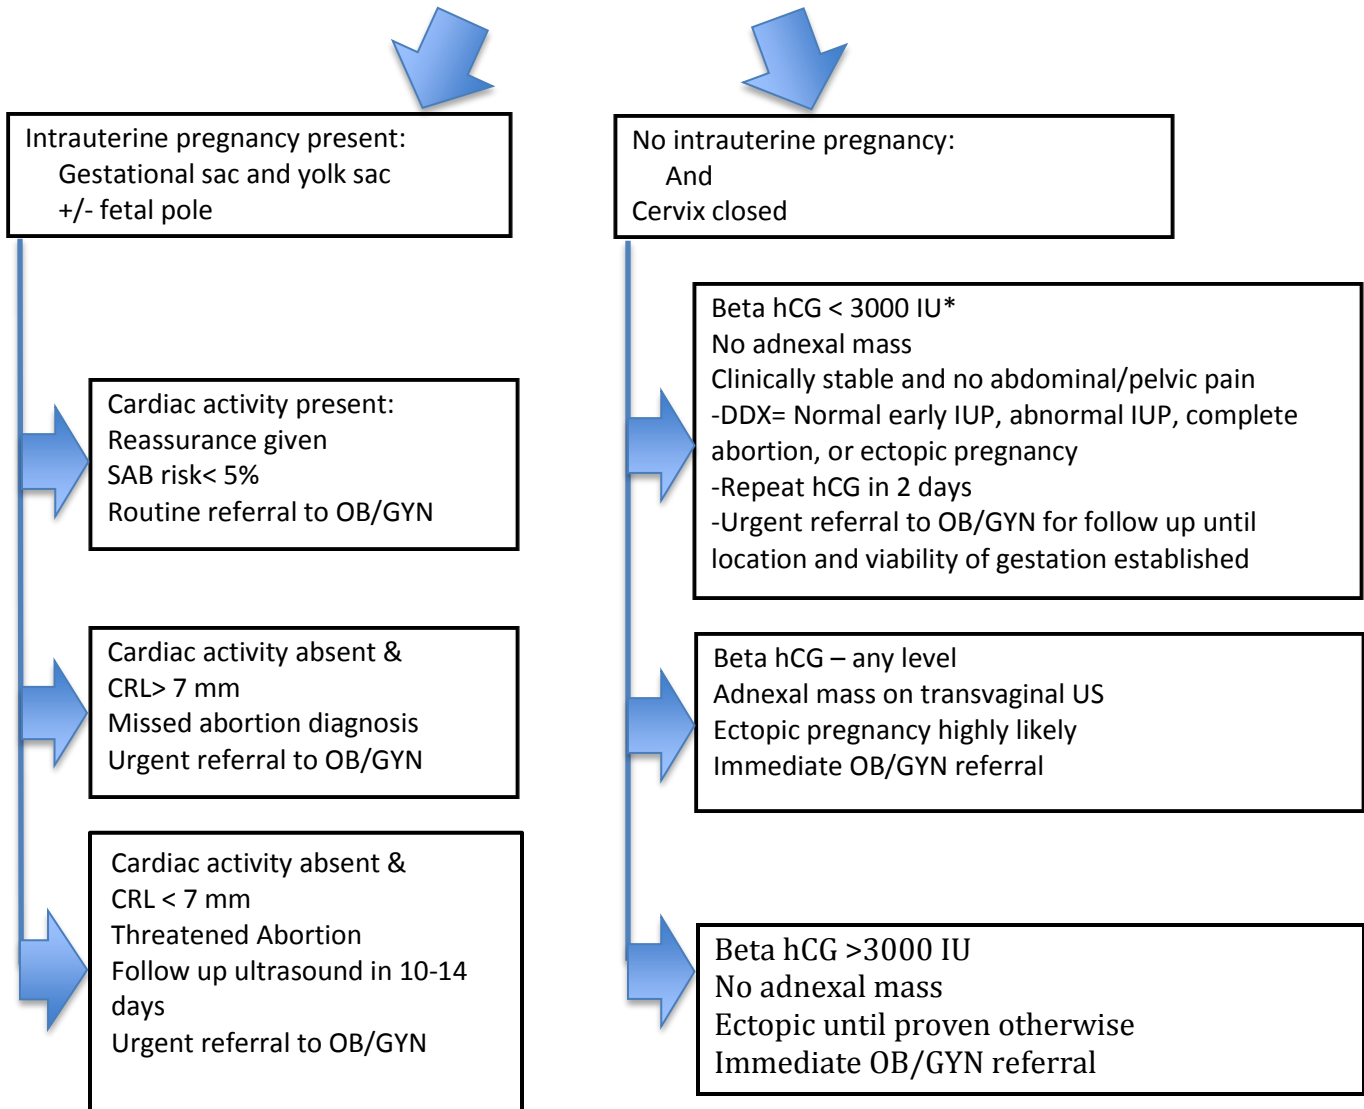 Intrauterine pregnancy present:
Gestational sac and yolk sac
+/- fetal pole
Cardiac activity present:
Reassurance given
SAB risk< 5%
Routine referral to OB/GYN
Cardiac activity absent &
CRL> 7 mm
Missed abortion diagnosis
Urgent referral to OB/GYN
Cardiac activity absent &
CRL < 7 mm
Threatened Abortion
Follow up ultrasound in 10-14
days
Urgent referral to OB/GYN
No intrauterine pregnancy:
And
Cervix closed
Beta hCG < 3000 IU*
No adnexal mass
Clinically stable and no abdominal/pelvic pain
-DDX= Normal early IUP, abnormal IUP, complete
abortion, or ectopic pregnancy
-Repeat hCG in 2 days
-Urgent referral to OB/GYN for follow up until
location and viability of gestation established
Beta hCG – any level
Adnexal mass on transvaginal US
Ectopic pregnancy highly likely
Immediate OB/GYN referral
Beta hCG >3000 IU
No adnexal mass
Ectopic until proven otherwise
Immediate OB/GYN referral